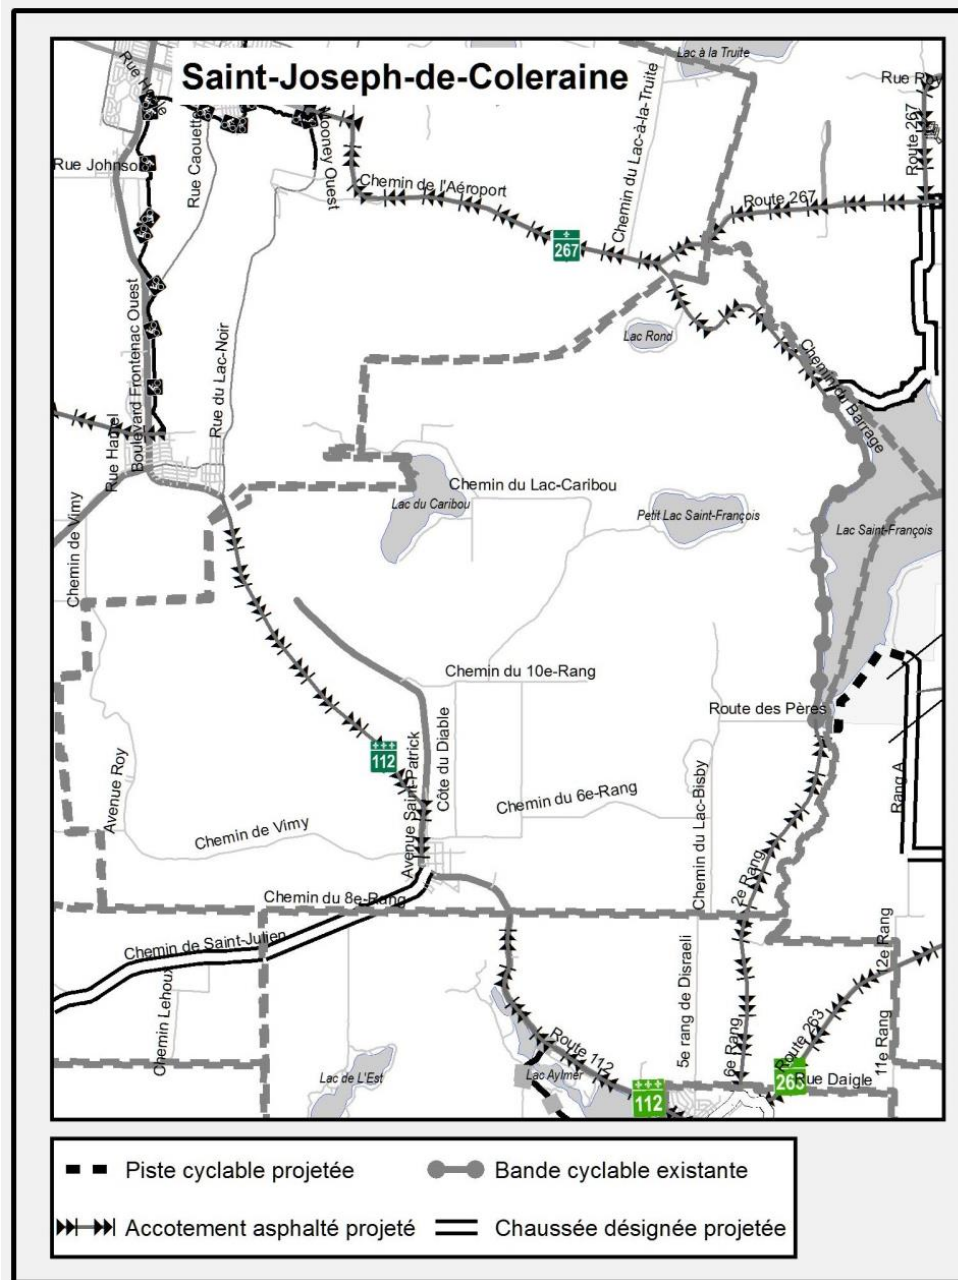 Lac à la Truite
Saint-Joseph-de-Coleraine
Rue Caouette
Mooney Ouest
Chemin du Lac-à-la-Truite
Route 267
Rue Johnson
Chemin de l'Aéroport
Route 267
267
Boulevard Frontenac Ouest
Rue du Lac-Noir
Lac Rond
Chemin du Barrage
Rue Hamel
Chemin de Vimy
Chemin du Lac-Caribou
Lac du Caribou
Petit Lac Saint-François
Lac Saint-François
Chemin du 10e-Rang
Route des Pères
112
Avenue Saint-Patrick
Côte du Diable
Avenue Roy
Chemin du 6e-Rang
Chemin du Lac-Bisby
Rang A
Chemin de Vimy
2e Rang
Chemin du 8e-Rang
Chemin de Saint-Julien
Chemin Lehoux
5e rang de Disraeli
6e Rang
2e Rang
11e Rang
Route 263
Route 112
Lac de L'Est
Lac Aylmer
112
263
Rue Daigle
Piste cyclable projetée
Bande cyclable existante
Accotement asphalté projeté
Chaussée désignée projetée